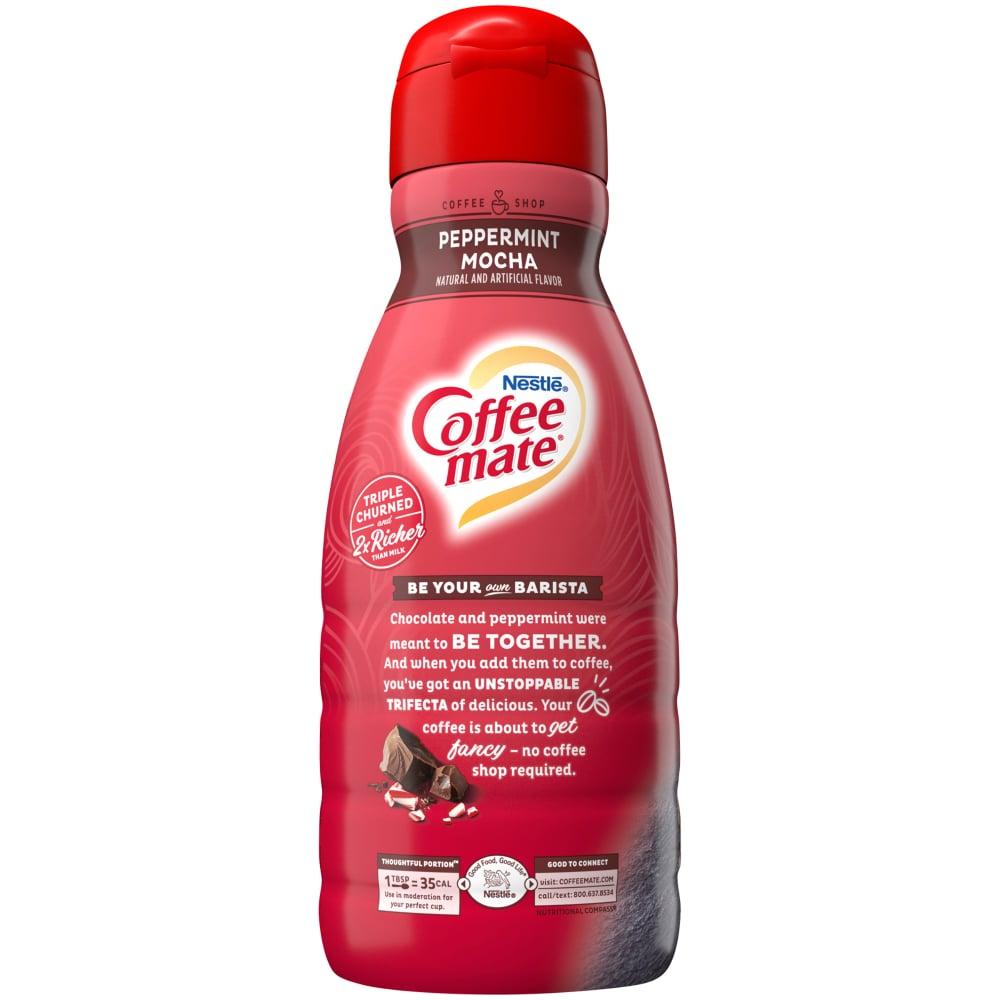 COFFEE SHOP
PEPPERMINT
MOCHA
NATURAL AND ARTIFICIAL FLAVOR
Nestlé®
Coffee
mate®
TRIPLE
CHURNED
and
2x Richer
THAN MILK
BE YOUR own BARISTA
Chocolate and peppermint were
meant to BE TOGETHER.
And when you add them to coffee,
you've got an UNSTOPPABLE
TRIFECTA of delicious. Your
coffee is about to get
fancy – no coffee
shop required.
THOUGHTFUL PORTION™
1 TBSP = 35CAL
Use in moderation for
your perfect cup.
Good Food, Good Life®
Nestlé®
GOOD TO CONNECT
visit: COFFEEMATE.COM
call/text: 800.637.8534
NUTRITIONAL COMPASS®